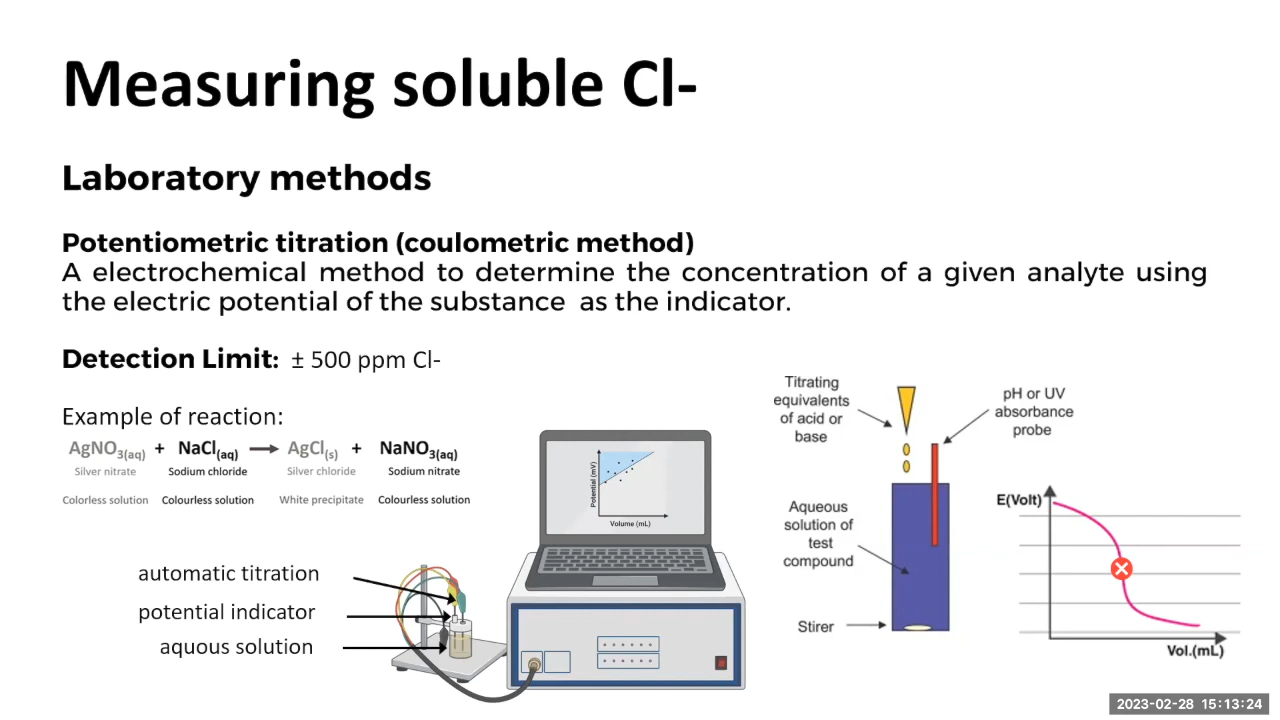 Measuring soluble Cl-
Laboratory methods
Potentiometric titration (coulometric method)
A electrochemical method to determine the concentration of a given analyte using
the electric potential of the substance as the indicator.
Detection Limit: ± 500 ppm Cl-
Example of reaction:
AgNO3(aq) + NaCl(aq) → AgCl(s) + NaNO3(aq)
Silver nitrate Sodium chloride Silver chloride Sodium nitrate
Colorless solution Colourless solution White precipitate Colourless solution
automatic titration
potential indicator
aquous solution
Potential (mV)
Volume (mL)
Titrating
equivalents
of acid or
base
pH or UV
absorbance
probe
Aqueous
solution of
test
compound
Stirer
E(Volt)
Vol.(mL)
2023-02-28 15:13:24